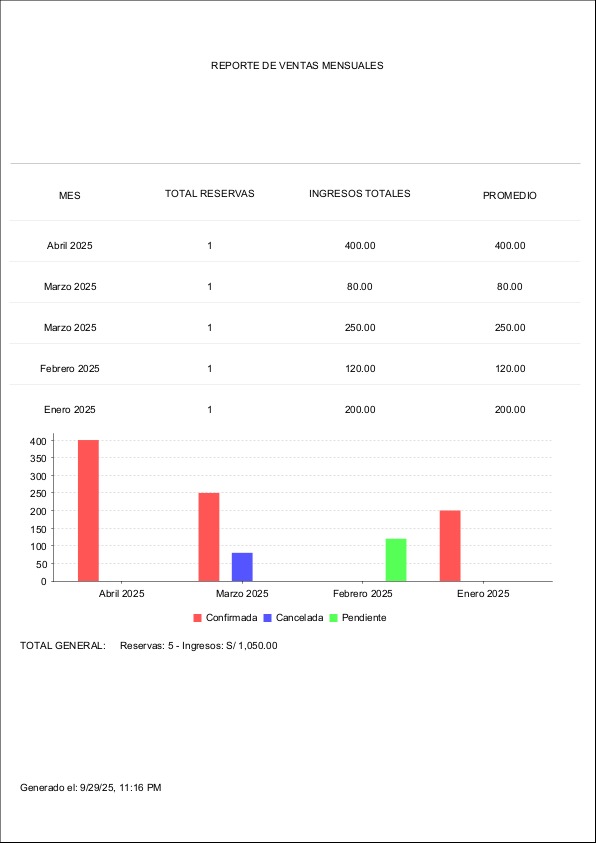 REPORTE DE VENTAS MENSUALES
MES TOTAL RESERVAS INGRESOS TOTALES PROMEDIO
Abril 2025 1 400.00 400.00
Marzo 2025 1 80.00 80.00
Marzo 2025 1 250.00 250.00
Febrero 2025 1 120.00 120.00
Enero 2025 1 200.00 200.00
400
350
300
250
200
150
100
50
0
Abril 2025 Marzo 2025 Febrero 2025 Enero 2025
Confirmada Cancelada Pendiente
TOTAL GENERAL: Reservas: 5 - Ingresos: S/ 1,050.00
Generado el: 9/29/25, 11:16 PM